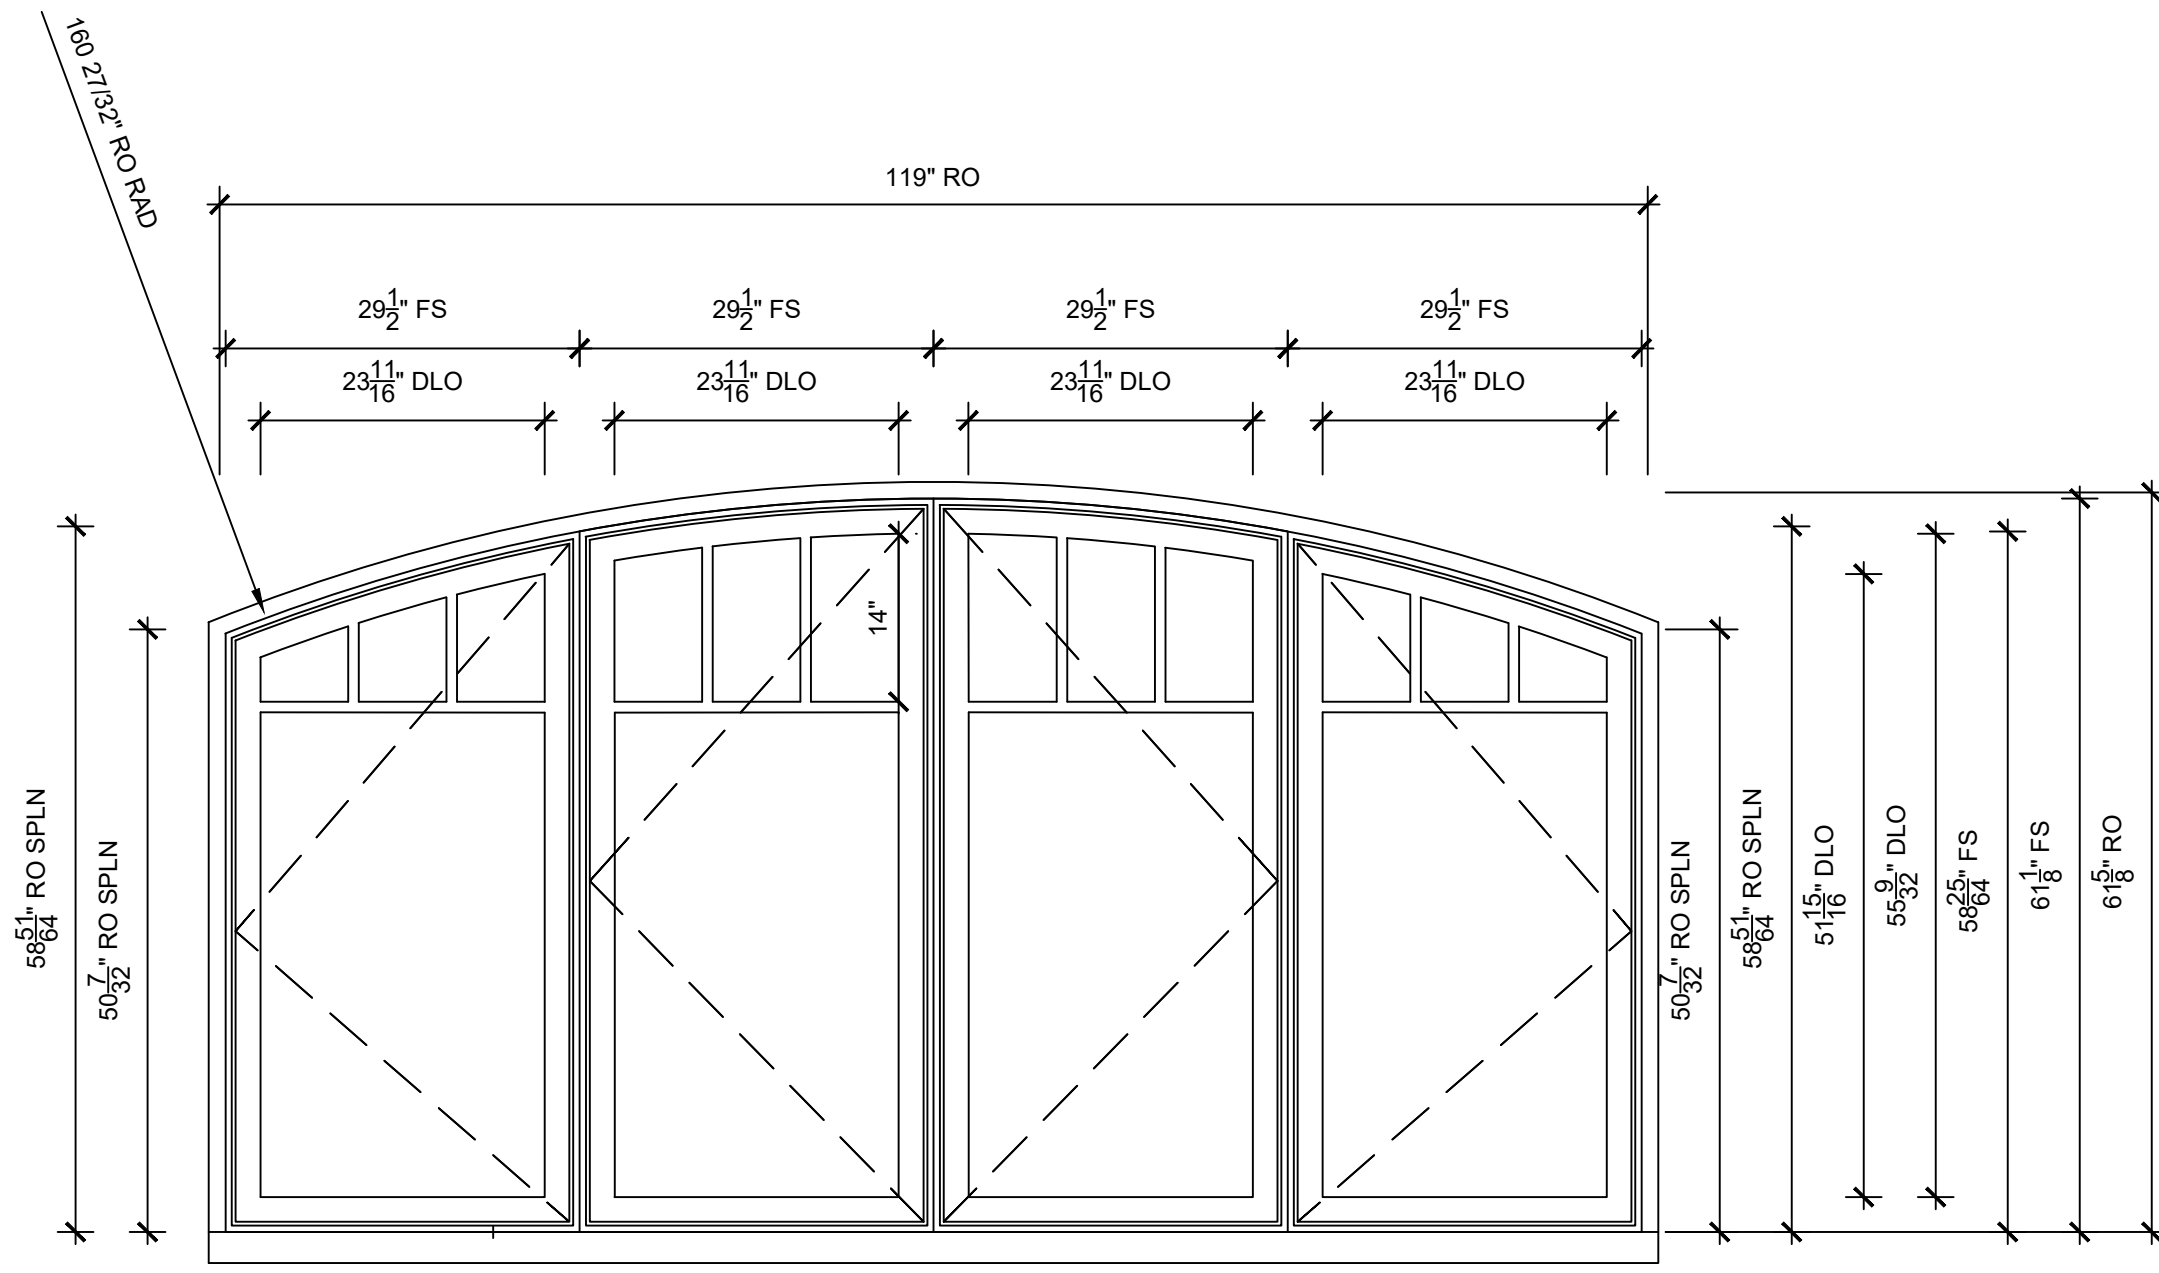 160 27/32" RO RAD
119" RO
29 1/2" FS
29 1/2" FS
29 1/2" FS
29 1/2" FS
23 11/16" DLO
23 11/16" DLO
23 11/16" DLO
23 11/16" DLO
14"
58 51/64" RO SPLN
50 7/32" RO SPLN
50 7/32" RO SPLN
58 51/64" RO SPLN
51 15/16" DLO
55 9/32" DLO
58 25/64" FS
61 1/8" FS
61 5/8" RO